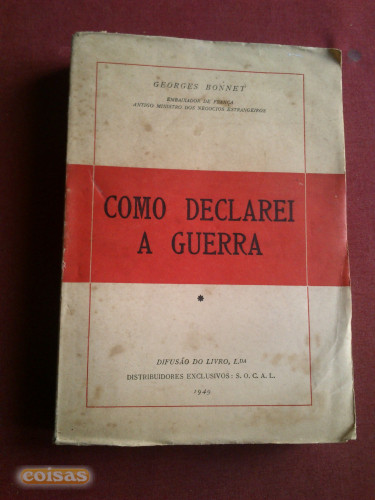 GEORGES BONNET
EMBAIXADOR DE FRANÇA
ANTIGO MINISTRO DOS NEGÓCIOS ESTRANGEIROS
COMO DECLAREI
A GUERRA
*
DIFUSÃO DO LIVRO, L.DA
DISTRIBUIDORES EXCLUSIVOS: S. O. C. A. L.
1949
coisas